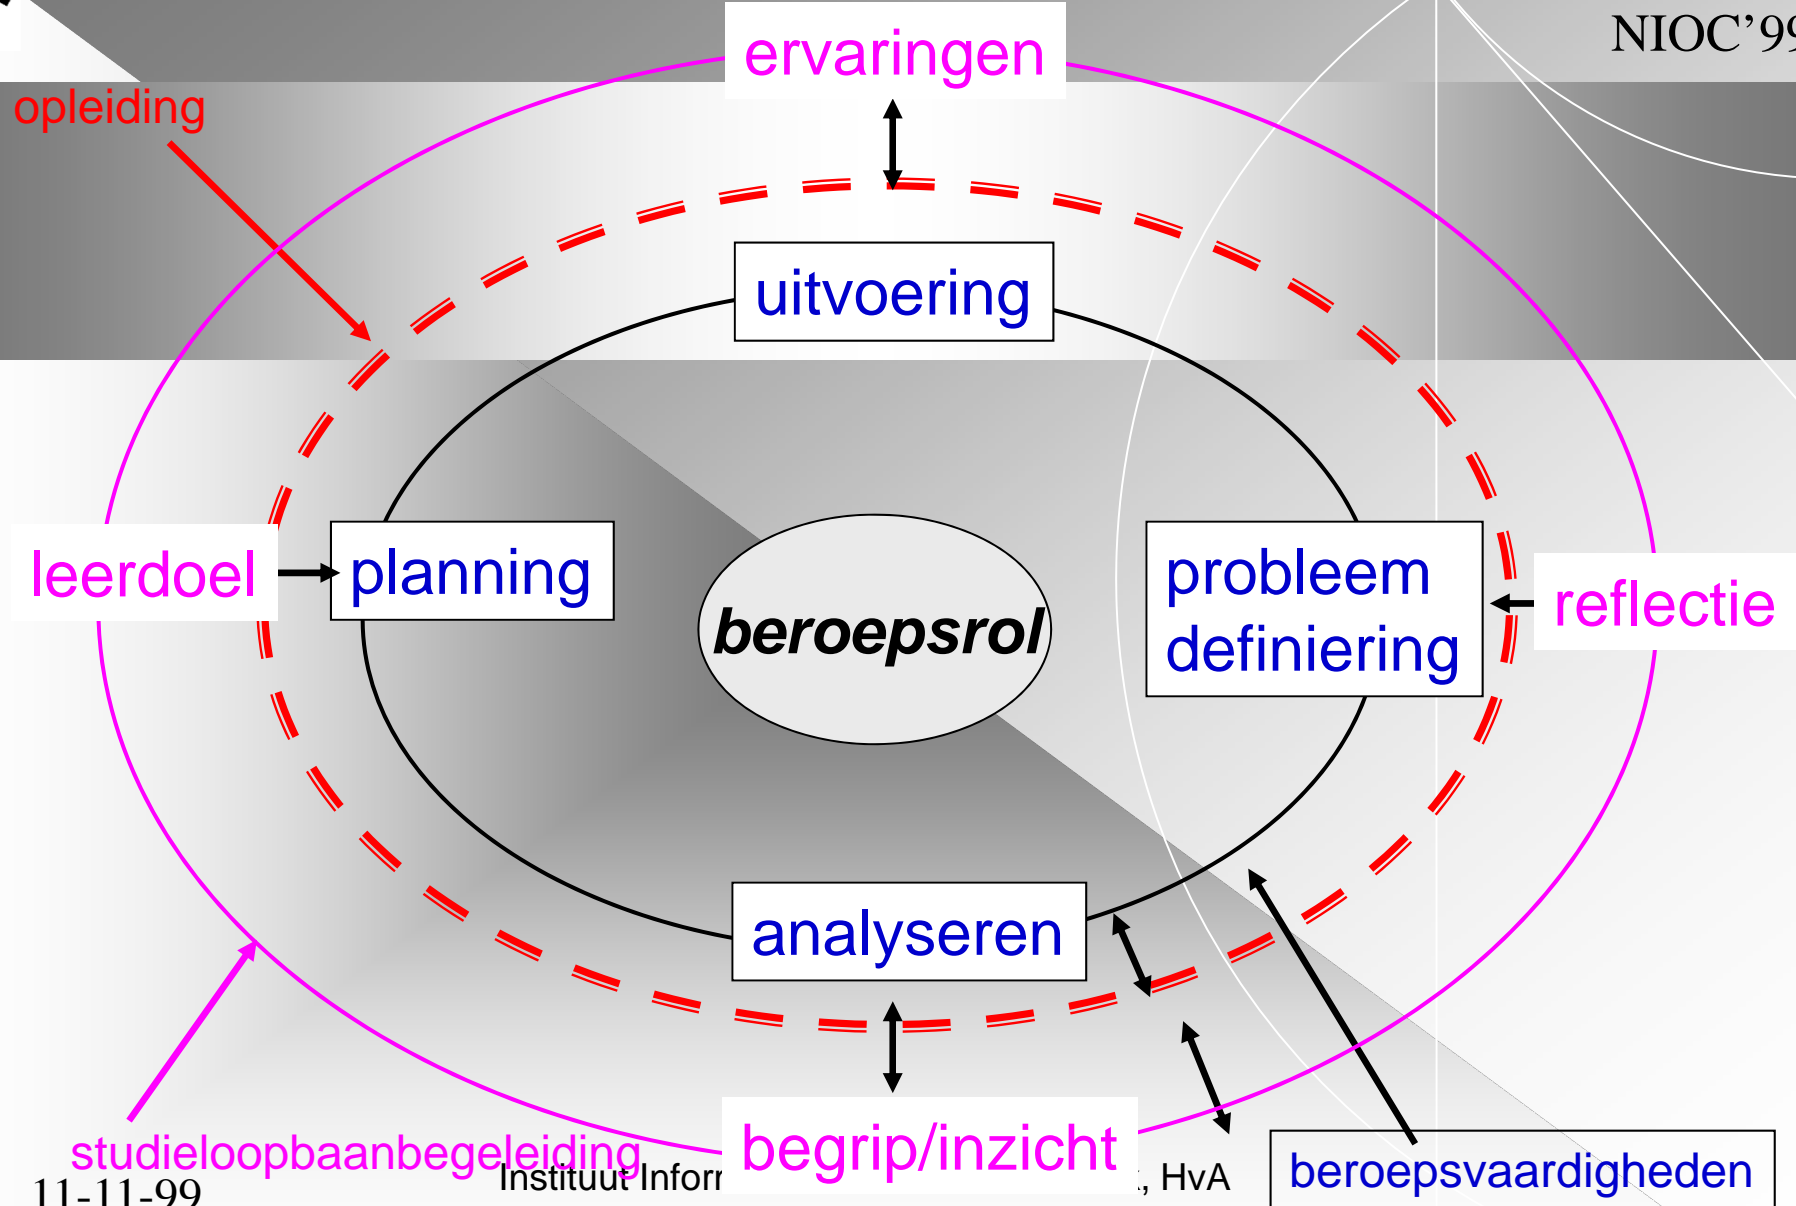 NIOC’99
ervaringen
opleiding
uitvoering
leerdoel
planning
beroepsrol
probleem
definiering
reflectie
analyseren
studieloopbaanbegeleiding
begrip/inzicht
beroepsvaardigheden
11-11-99
Instituut
, HvA